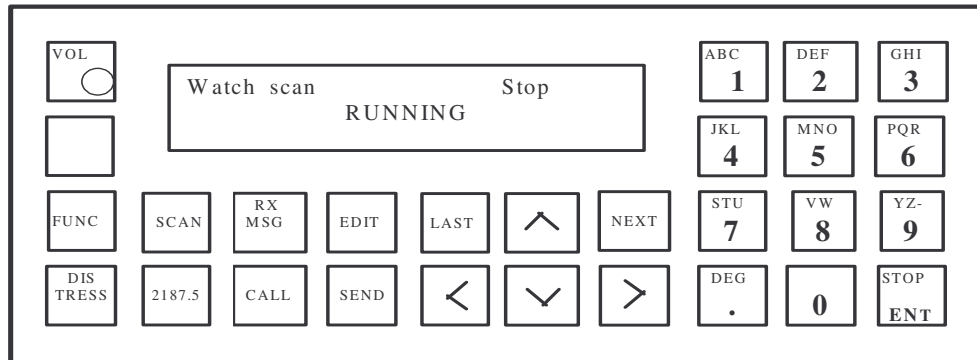 VOL
Watch scan Stop
RUNNING
ABC
1
DEF
2
GHI
3
JKL
4
MNO
5
PQR
6
FUNC
SCAN
RX
MSG
EDIT
LAST
NEXT
STU
7
VW
8
YZ-
9
DIS
TRESS
2187.5
CALL
SEND
DEG
.
0
STOP
ENT